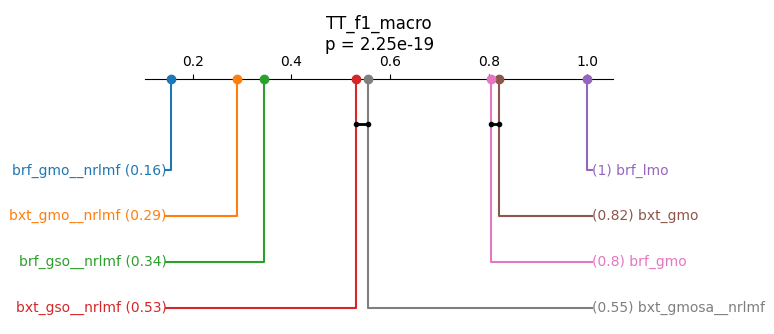 TT_f1_macro
p = 2.25e-19
0.2 0.4 0.6 0.8 1.0
brf_gmo__nrlmf (0.16) (1) brf_lmo
bxt_gmo__nrlmf (0.29) (0.82) bxt_gmo
brf_gso__nrlmf (0.34) (0.8) brf_gmo
bxt_gso__nrlmf (0.53) (0.55) bxt_gmosa__nrlmf